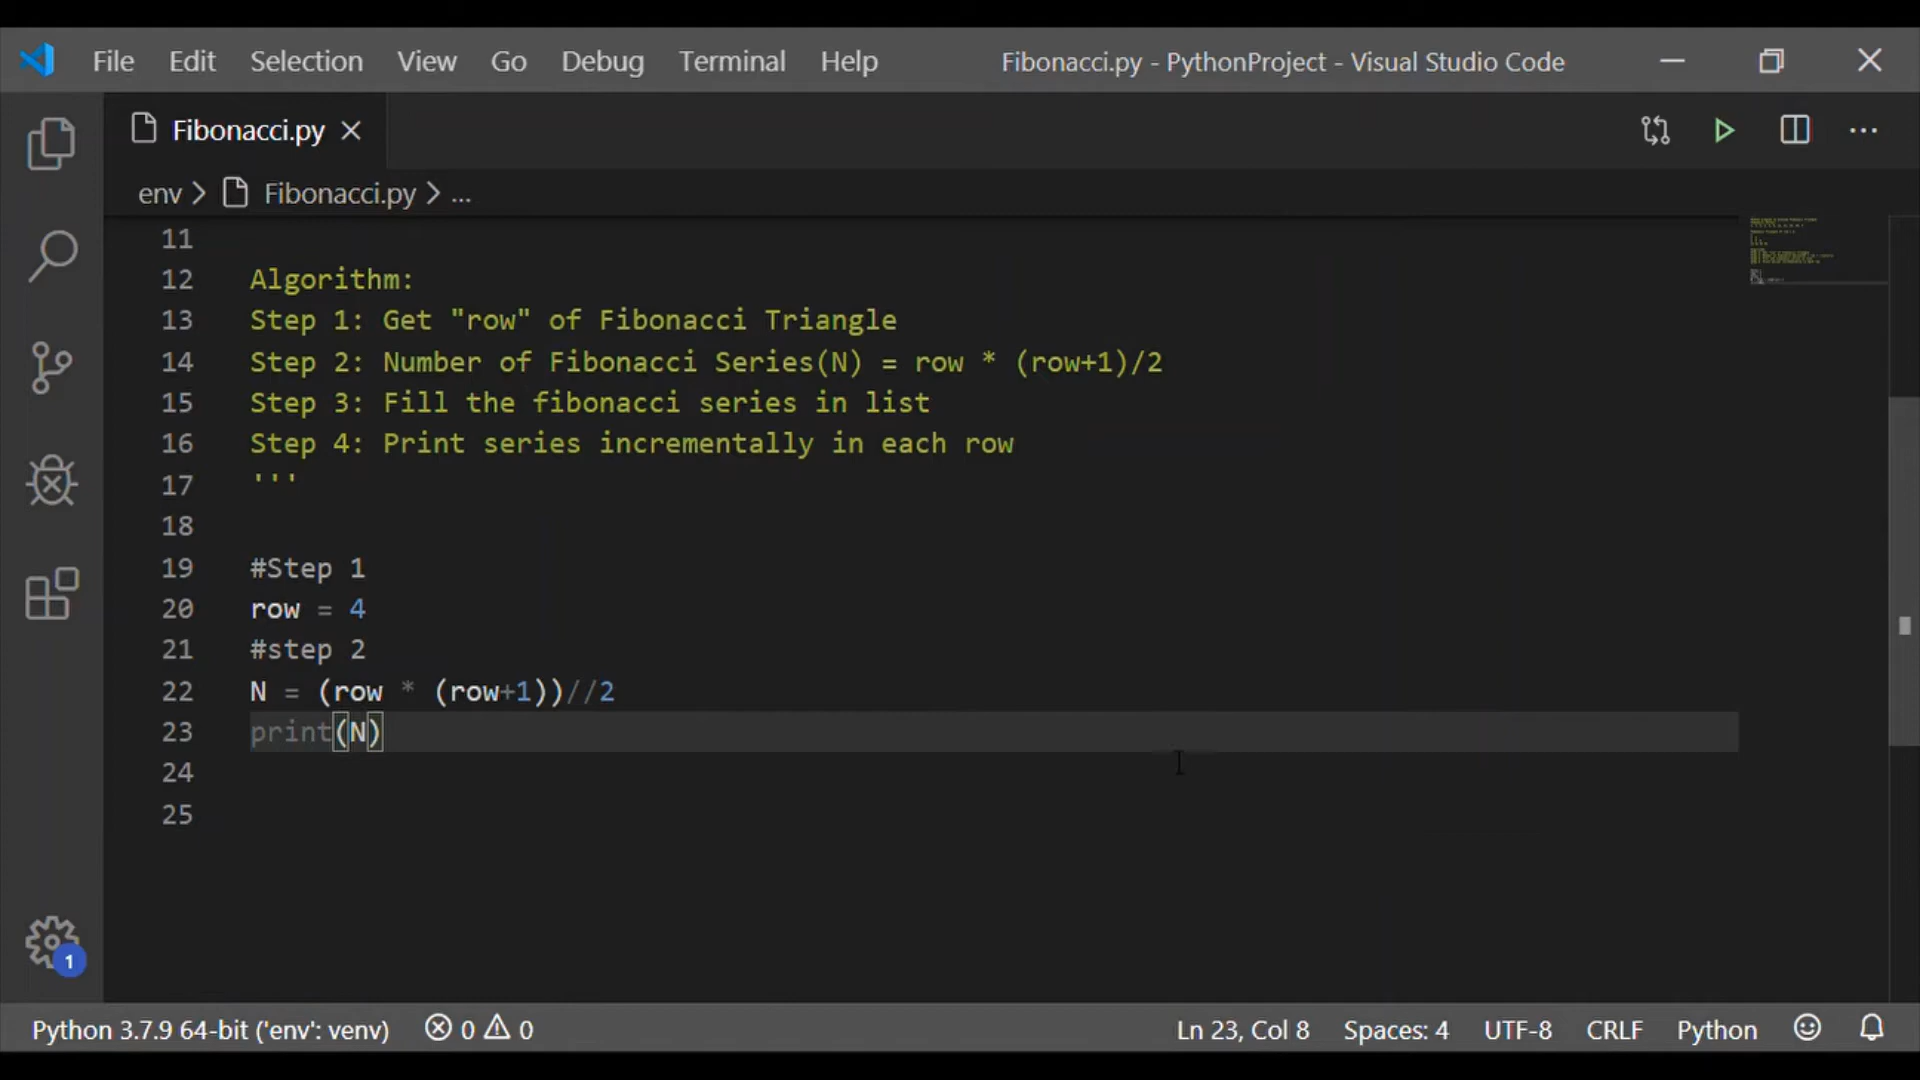 File Edit Selection View Go Debug Terminal Help Fibonacci.py - PythonProject - Visual Studio Code
Fibonacci.py
env > Fibonacci.py > ...
11
12 Algorithm:
13 Step 1: Get "row" of Fibonacci Triangle
14 Step 2: Number of Fibonacci Series(N) = row * (row+1)/2
15 Step 3: Fill the fibonacci series in list
16 Step 4: Print series incrementally in each row
17 '''
18
19 #Step 1
20 row = 4
21 #step 2
22 N = (row * (row+1))//2
23 print(N)
24
25
1
Python 3.7.9 64-bit ('env': venv) 0 0 Ln 23, Col 8 Spaces: 4 UTF-8 CRLF Python